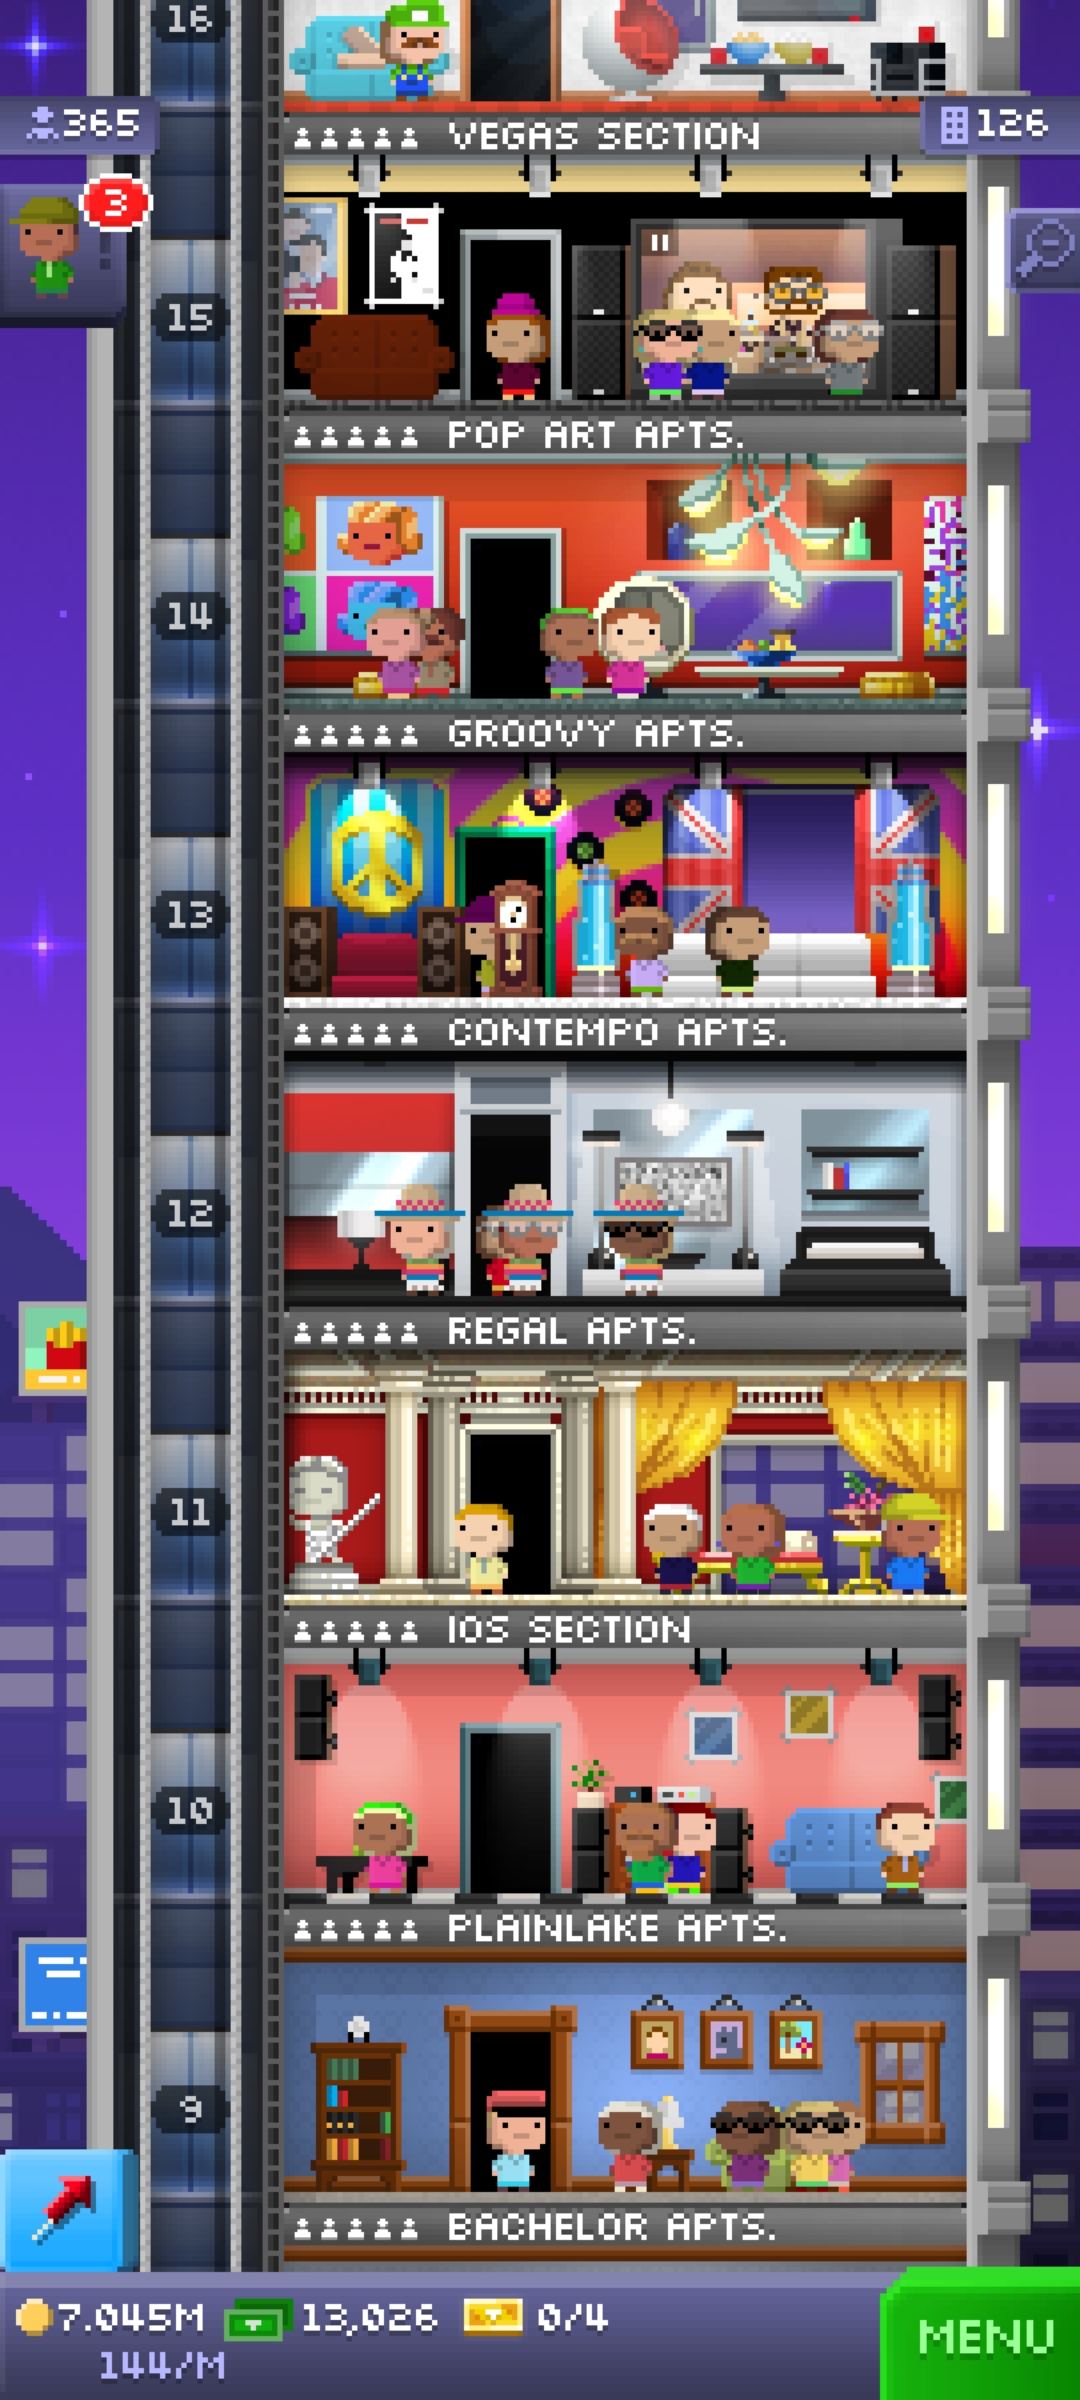 16
365
VEGAS SECTION
126
3
15
POP ART APTS.
14
GROOVY APTS.
13
CONTEMPO APTS.
12
REGAL APTS.
11
IOS SECTION
10
PLAINLAKE APTS.
9
BACHELOR APTS.
7.045M 13,026 0/4
144/M
MENU